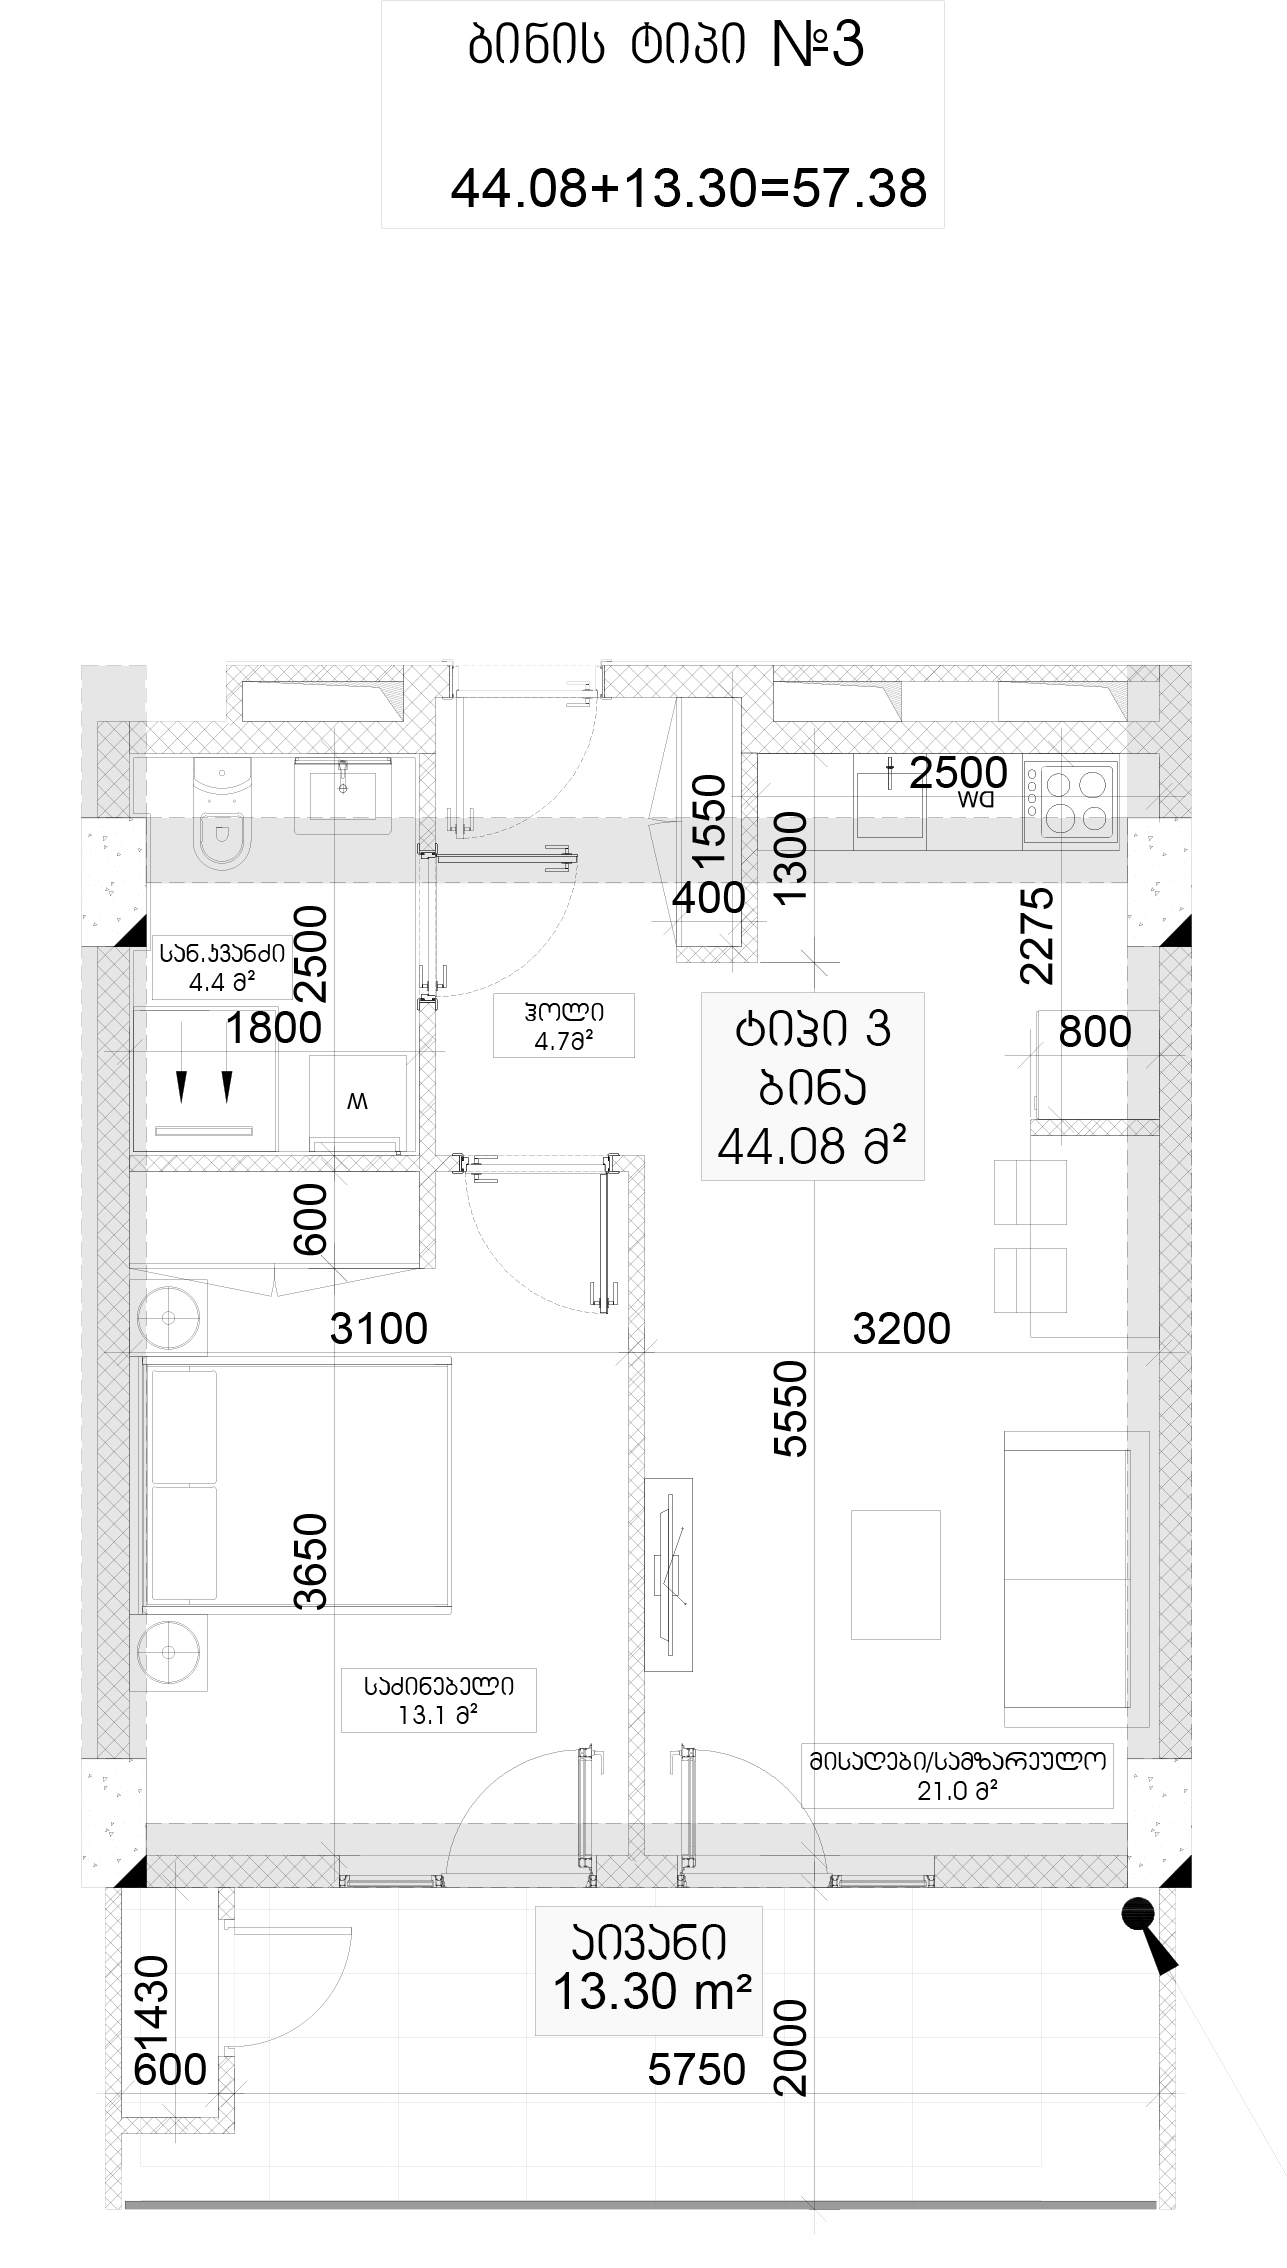 ბინის ტიპი №3
44.08+13.30=57.38
2500
DW
1550
1300
400
2275
სან.კვანძი
4.4 მ²
2500
1800
W
ჰოლი
4.7მ²
ტიპი 3
ბინა
44.08 მ²
800
600
3100
3200
5550
3650
საძინებელი
13.1 მ²
მისაღები/სამზარეულო
21.0 მ²
აივანი
13.30 m²
1430
600
5750
2000